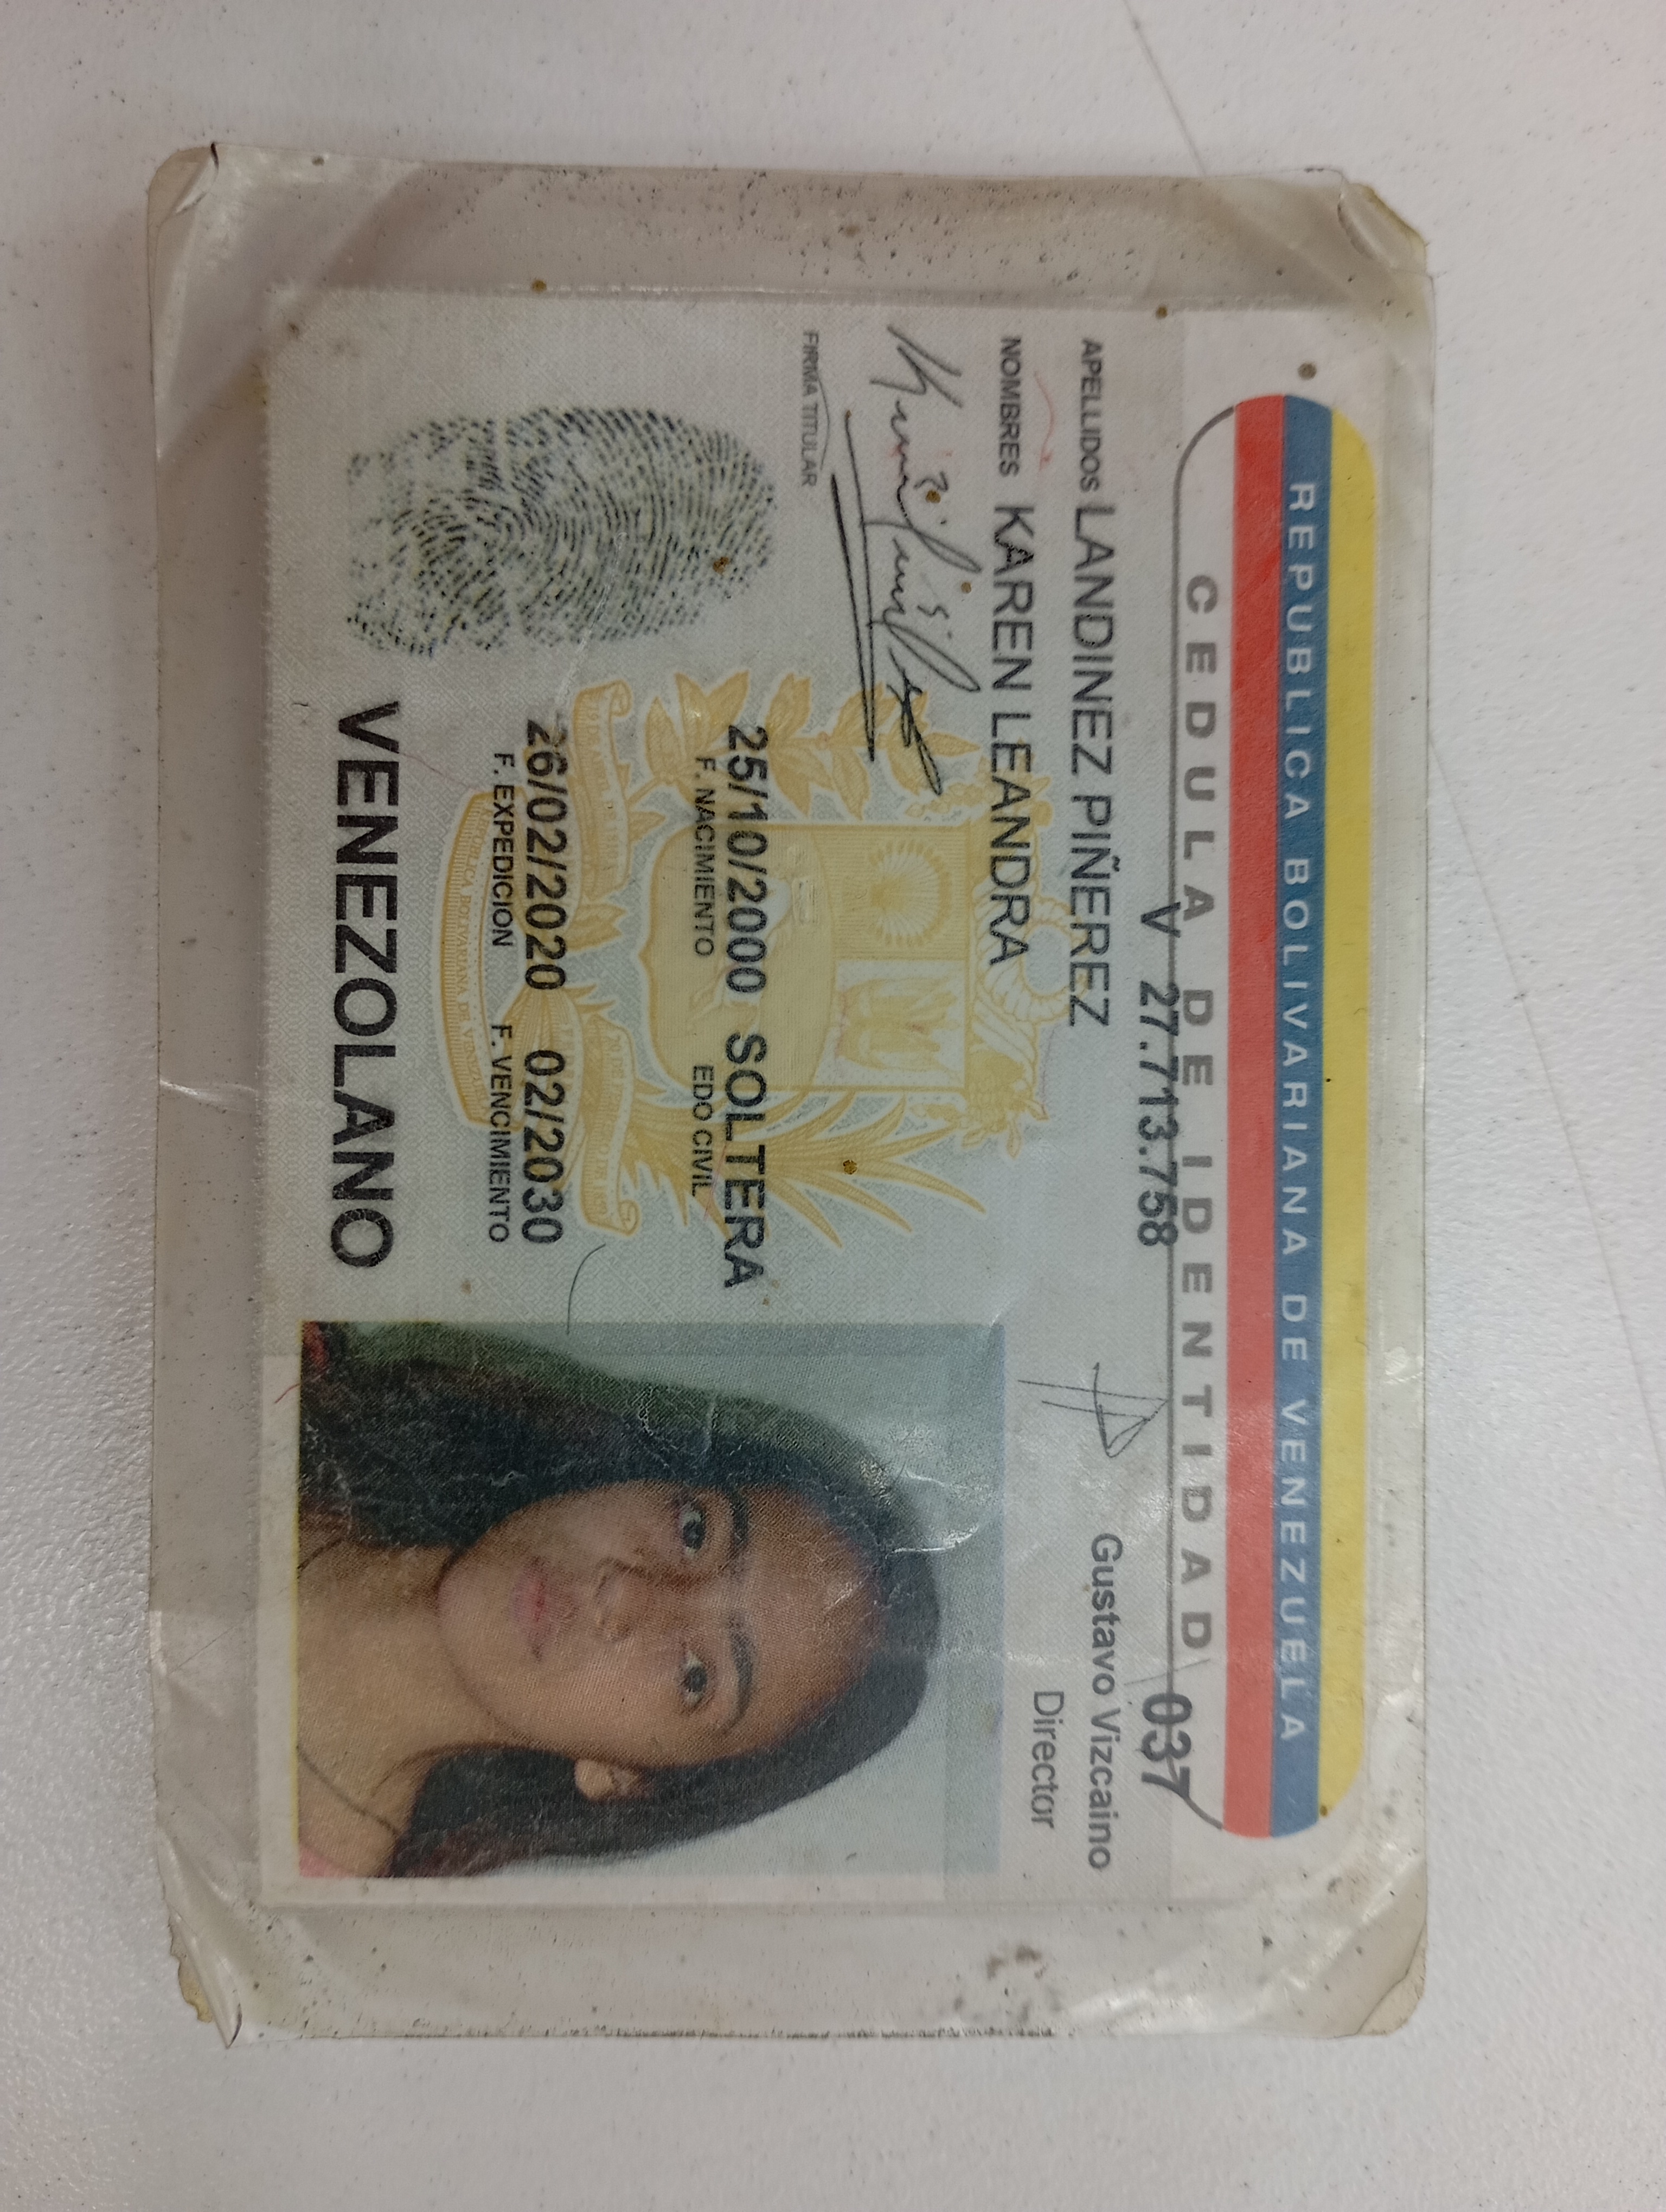 REPUBLICA BOLIVARIANA DE VENEZUELA
CEDULA DE IDENTIDAD
V 27.713.758
037
APELLIDOS LANDINEZ PIÑEREZ
Gustavo Vizcaino
Director
NOMBRES KAREN LEANDRA
FIRMA TITULAR
25/10/2000 SOLTERA
F. NACIMIENTO EDO CIVIL
26/02/2020 02/2030
F. EXPEDICION F. VENCIMIENTO
VENEZOLANO